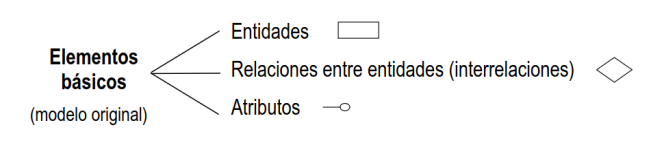 Elementos
básicos
(modelo original)
Entidades
Relaciones entre entidades (interrelaciones)
Atributos